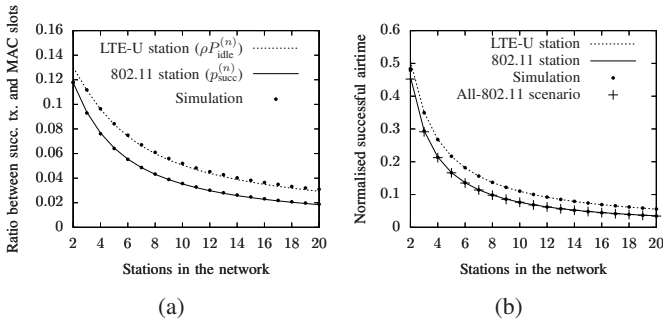 Ratio between succ. tx. and MAC slots
0.16
0.14
0.12
0.1
0.08
0.06
0.04
0.02
0
LTE-U station (ρP_idle^(n))
802.11 station (p_succ^(n))
Simulation
2 4 6 8 10 12 14 16 18 20
Stations in the network
(a)
Normalised successful airtime
0.6
0.5
0.4
0.3
0.2
0.1
0
LTE-U station
802.11 station
Simulation
All-802.11 scenario
2 4 6 8 10 12 14 16 18 20
Stations in the network
(b)